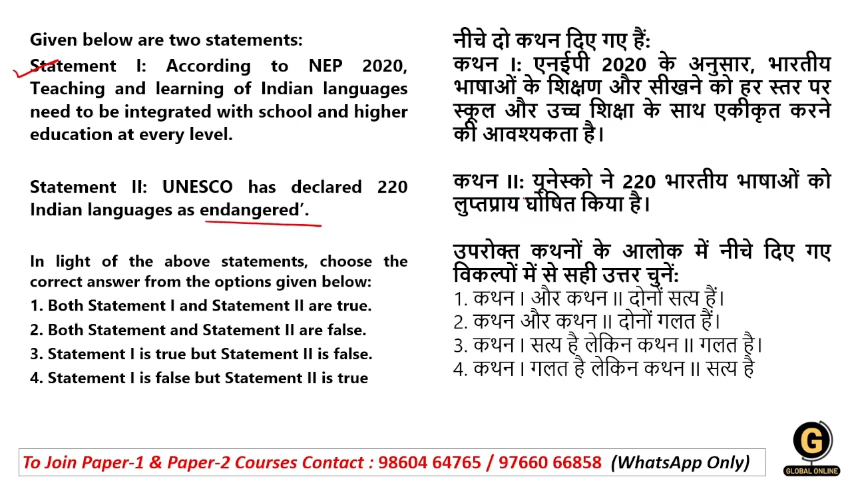 Given below are two statements:
Statement I: According to NEP 2020,
Teaching and learning of Indian languages
need to be integrated with school and higher
education at every level.
Statement II: UNESCO has declared 220
Indian languages as endangered’.
In light of the above statements, choose the
correct answer from the options given below:
1. Both Statement I and Statement II are true.
2. Both Statement and Statement II are false.
3. Statement I is true but Statement II is false.
4. Statement I is false but Statement II is true
नीचे दो कथन दिए गए हैं:
कथन I: एनईपी 2020 के अनुसार, भारतीय
भाषाओं के शिक्षण और सीखने को हर स्तर पर
स्कूल और उच्च शिक्षा के साथ एकीकृत करने
की आवश्यकता है।
कथन II: यूनेस्को ने 220 भारतीय भाषाओं को
लुप्तप्राय घोषित किया है।
उपरोक्त कथनों के आलोक में नीचे दिए गए
विकल्पों में से सही उत्तर चुनें:
1. कथन I और कथन II दोनों सत्य हैं।
2. कथन और कथन II दोनों गलत हैं।
3. कथन I सत्य है लेकिन कथन II गलत है।
4. कथन I गलत है लेकिन कथन II सत्य है
G
GLOBAL ONLINE
To Join Paper-1 & Paper-2 Courses Contact : 98604 64765 / 97660 66858 (WhatsApp Only)